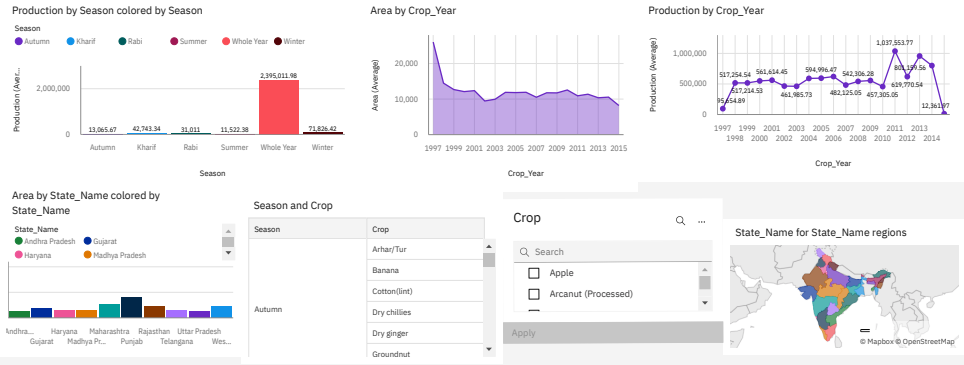 Production by Season colored by Season
Season
Autumn Kharif Rabi Summer Whole Year Winter
Production (Aver...
2,000,000
0
13,065.67 42,743.34 31,011 11,522.38 2,395,011.98 71,826.42
Autumn Kharif Rabi Summer Whole Year Winter
Season
Area by Crop_Year
Area (Average)
20,000
10,000
0
1997 1999 2001 2003 2005 2007 2009 2011 2013 2015
Crop_Year
Production by Crop_Year
Production (Average)
1,000,000
500,000
0
517,254.54 561,614.45 594,996.47 542,306.28 1,037,553.77 801,159.56
517,214.53 461,985.73 482,125.05 457,305.05 619,770.54 12,361.97
1997 1999 2001 2003 2005 2007 2009 2011 2013
1998 2000 2002 2004 2006 2008 2010 2012 2014
Crop_Year
Area by State_Name colored by
State_Name
State_Name
Andhra Pradesh Gujarat
Haryana Madhya Pradesh
Andhra... Haryana Maharashtra Rajasthan Uttar Pradesh
Gujarat Madhya Pr... Punjab Telangana Wes...
Season and Crop
Season Crop
Autumn
Arhar/Tur
Banana
Cotton(lint)
Dry chillies
Dry ginger
Groundnut
Crop
...
Search
Apple
Arcanut (Processed)
Apply
State_Name for State_Name regions
© Mapbox © OpenStreetMap